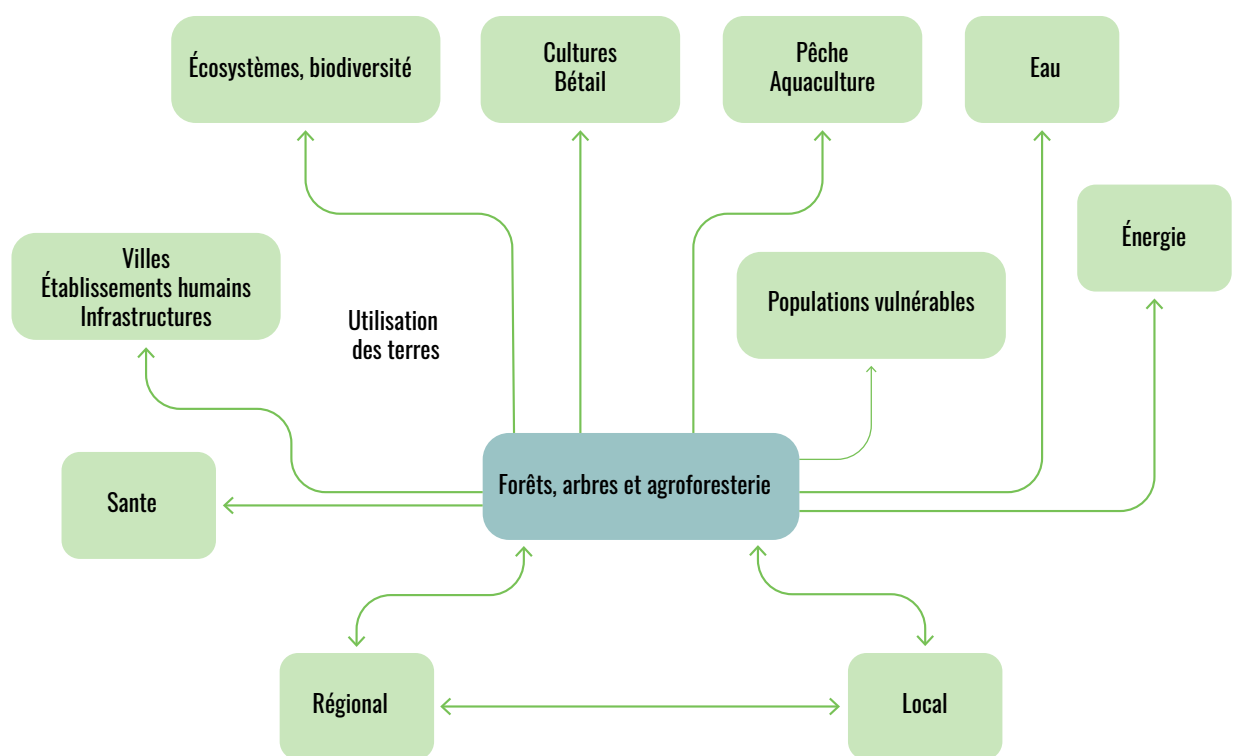 Écosystèmes, biodiversité
Cultures
Bétail
Pêche
Aquaculture
Eau
Énergie
Villes
Établissements humains
Infrastructures
Utilisation
des terres
Populations vulnérables
Forêts, arbres et agroforesterie
Sante
Régional
Local